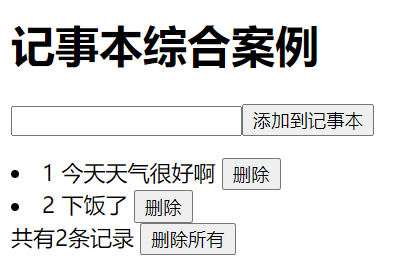 记事本综合案例
添加到记事本
1 今天天气很好啊 删除
2 下饭了 删除
共有2条记录 删除所有